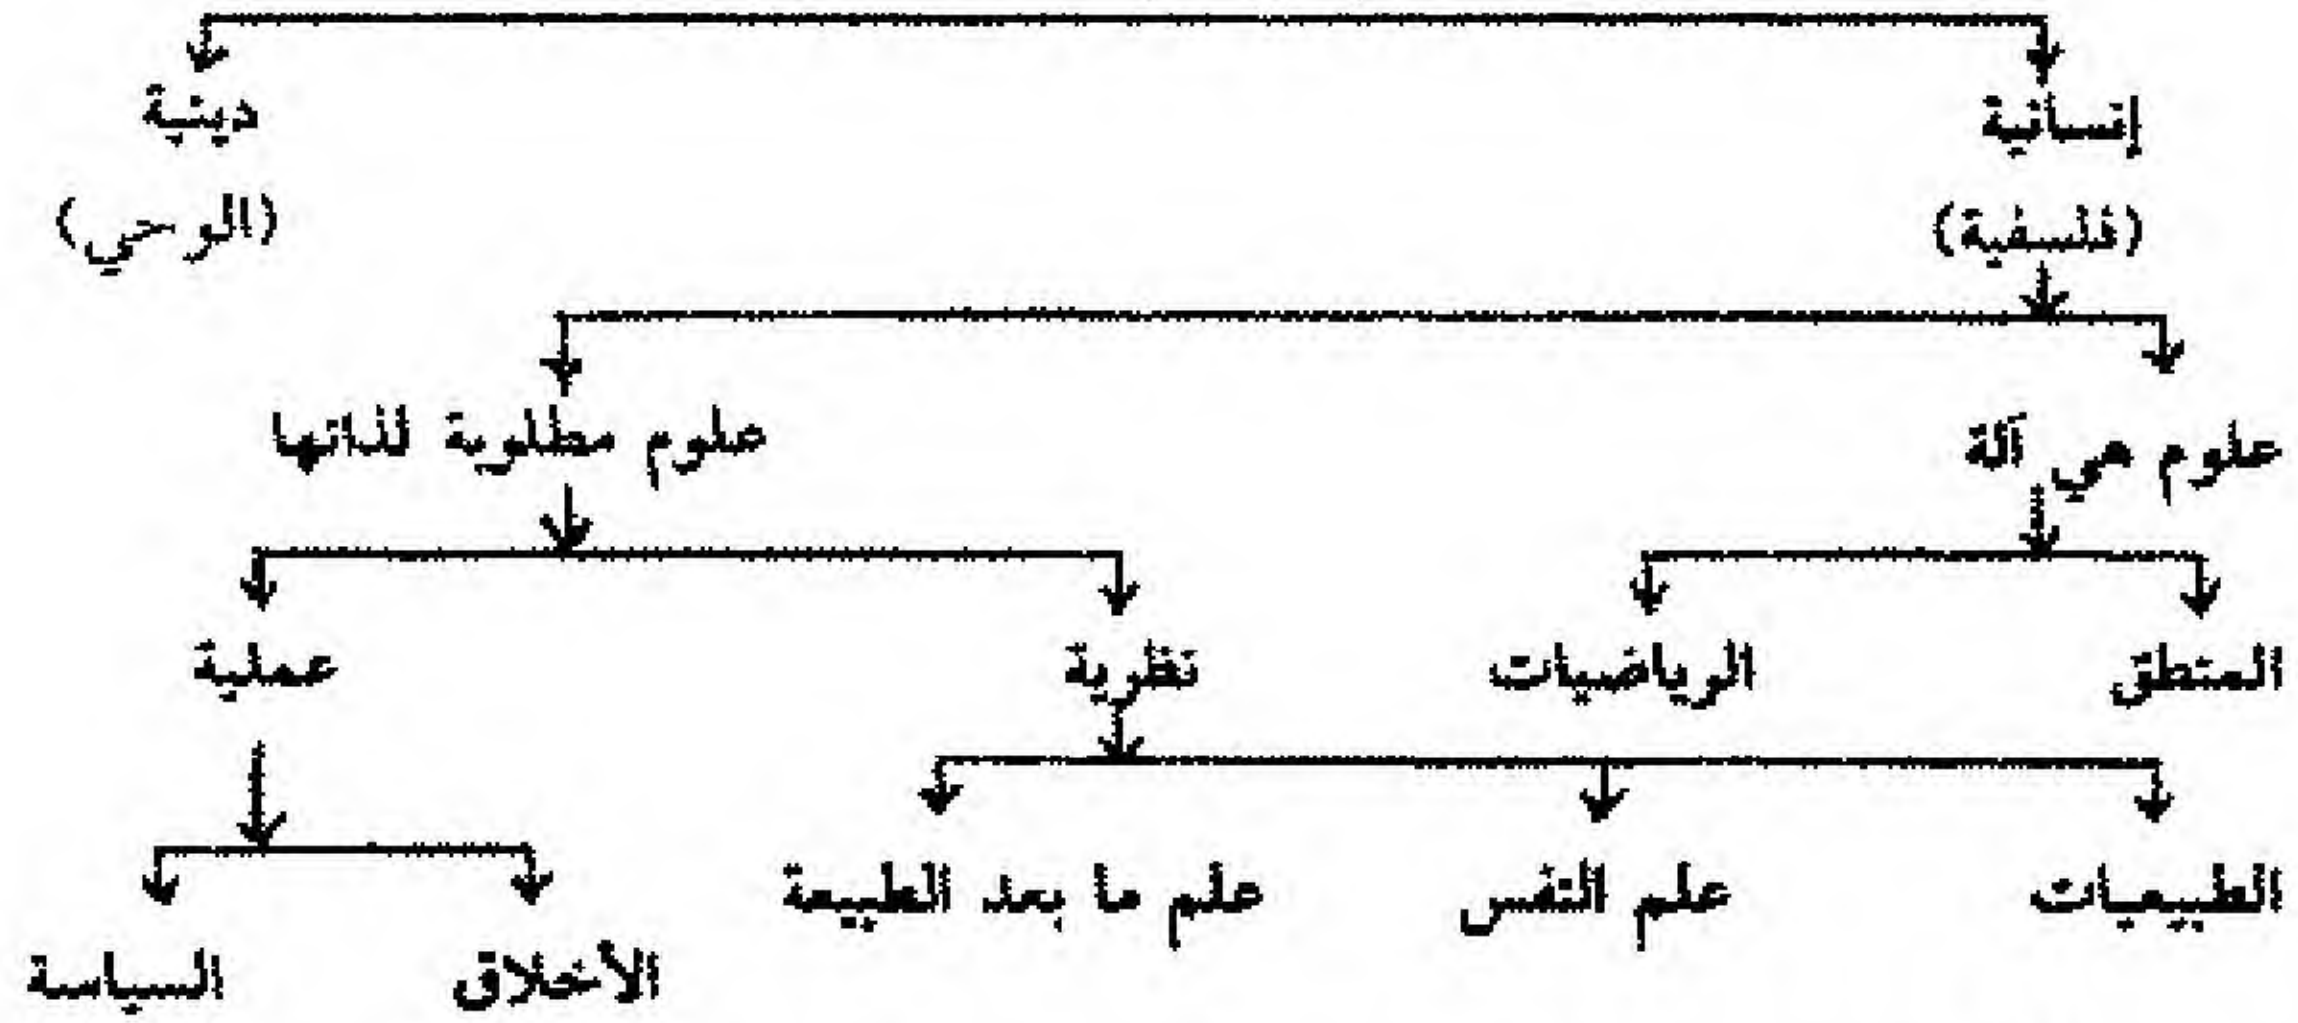 إنسانية
دينية
(فلسفية)
(الوحي)
علوم هي آلة
علوم مطلوبة لذاتها
المنطق
الرياضيات
نظرية
عملية
الطبيعيات
علم النفس
علم ما بعد الطبيعة
الأخلاق
السياسة